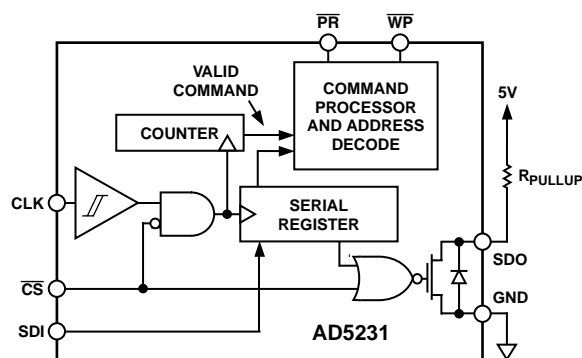 PR WP
VALID
COMMAND
COMMAND
PROCESSOR
AND ADDRESS
DECODE
5V
COUNTER
RPULLUP
CLK
SERIAL
REGISTER
SDO
CS
GND
SDI
AD5231